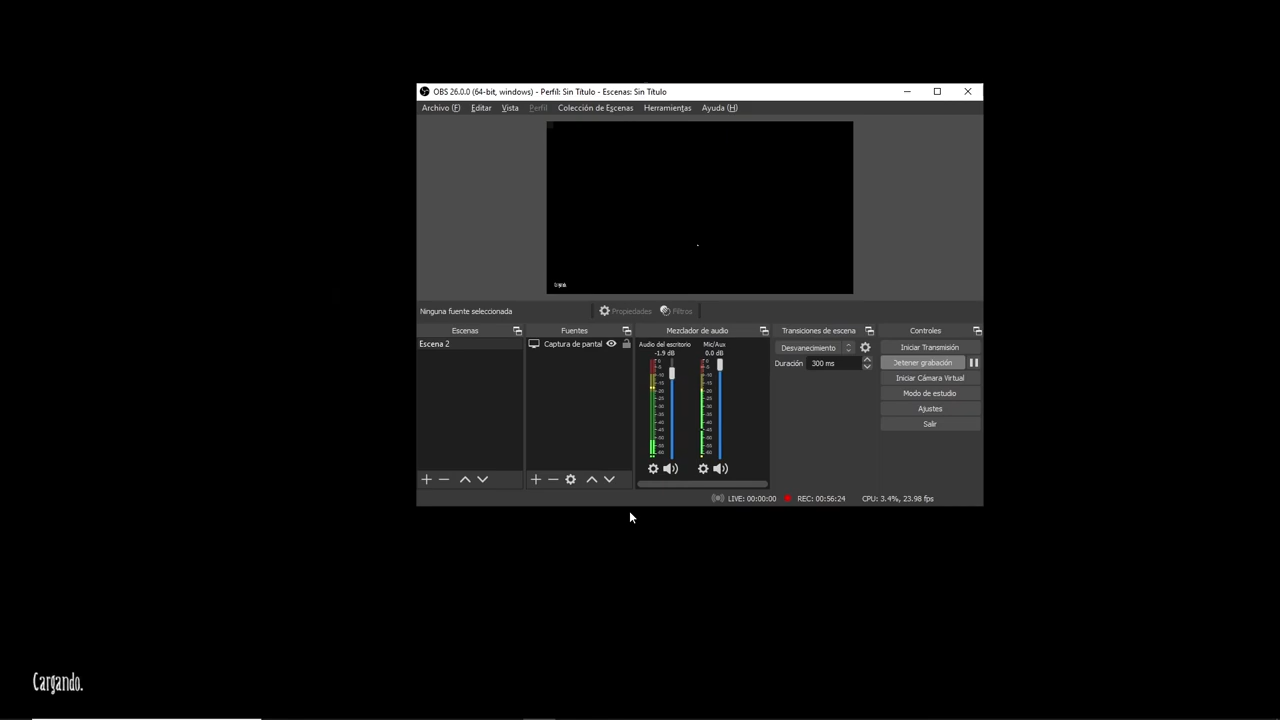 OBS 26.0.0 (64-bit, windows) - Perfil: Sin Título - Escenas: Sin Título
Archivo (F) Editar Vista Perfil Colección de Escenas Herramientas Ayuda (H)
Ninguna fuente seleccionada Propiedades Filtros
Escenas Fuentes Mezclador de audio Transiciones de escena Controles
Escena 2
Captura de pantal
Audio del escritorio
-1.9 dB
Mic/Aux
0.0 dB
Desvanecimiento
Duración 300 ms
Iniciar Transmisión
Detener grabación
Iniciar Cámara Virtual
Modo de estudio
Ajustes
Salir
LIVE: 00:00:00 REC: 00:56:24 CPU: 3.4%, 23.98 fps
Cargando.